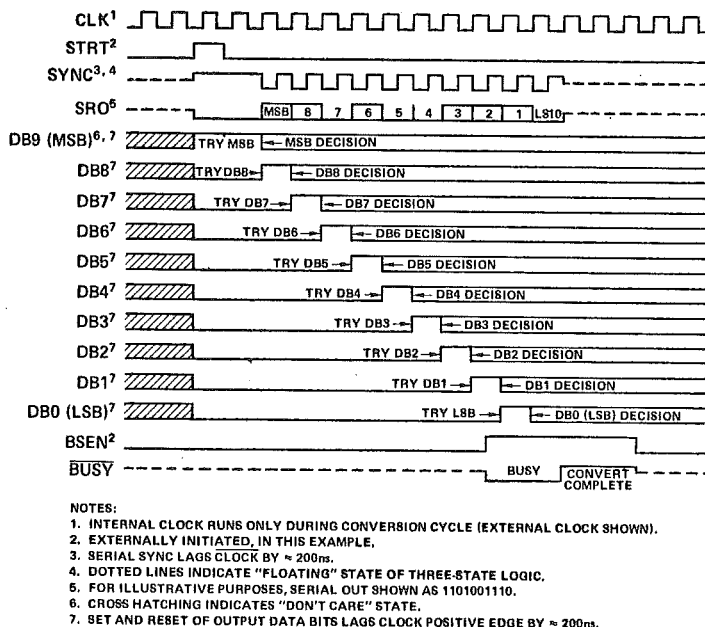 CLK1
STRT2
SYNC3, 4
SRO5 MSB 8 7 6 5 4 3 2 1 LS10
DB9 (MSB)6, 7 TRY MSB MSB DECISION
DB87 TRY DB8 DB8 DECISION
DB77 TRY DB7 DB7 DECISION
DB67 TRY DB6 DB6 DECISION
DB57 TRY DB5 DB5 DECISION
DB47 TRY DB4 DB4 DECISION
DB37 TRY DB3 DB3 DECISION
DB27 TRY DB2 DB2 DECISION
DB17 TRY DB1 DB1 DECISION
DB0 (LSB)7 TRY LSB DB0 (LSB) DECISION
BSEN2
BUSY BUSY CONVERT
COMPLETE
NOTES:
1. INTERNAL CLOCK RUNS ONLY DURING CONVERSION CYCLE (EXTERNAL CLOCK SHOWN).
2. EXTERNALLY INITIATED, IN THIS EXAMPLE.
3. SERIAL SYNC LAGS CLOCK BY ≈ 200ns.
4. DOTTED LINES INDICATE "FLOATING" STATE OF THREE-STATE LOGIC.
5. FOR ILLUSTRATIVE PURPOSES, SERIAL OUT SHOWN AS 1101001110.
6. CROSS HATCHING INDICATES "DON'T CARE" STATE.
7. SET AND RESET OF OUTPUT DATA BITS LAGS CLOCK POSITIVE EDGE BY ≈ 200ns.